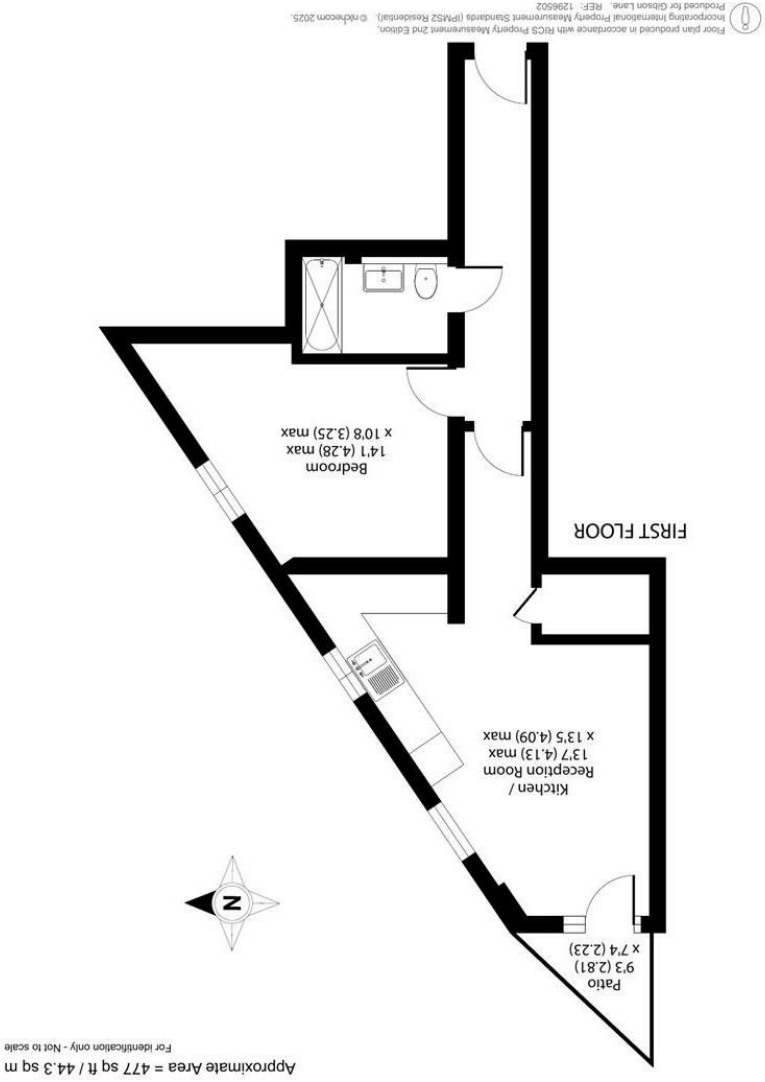 Approximate Area = 477 sq ft / 44.3 sq m
For identification only - Not to scale
Patio
9'3 (2.81)
x 7'4 (2.23)
N
Kitchen /
Reception Room
13'7 (4.13) max
x 13'5 (4.09) max
FIRST FLOOR
Bedroom
14'1 (4.28) max
x 10'8 (3.25) max
Floor plan produced in accordance with RICS Property Measurement 2nd Edition,
Incorporating International Property Measurement Standards (IPMS2 Residential). © nichecom 2025.
Produced for Gibson Lane. REF: 1296502